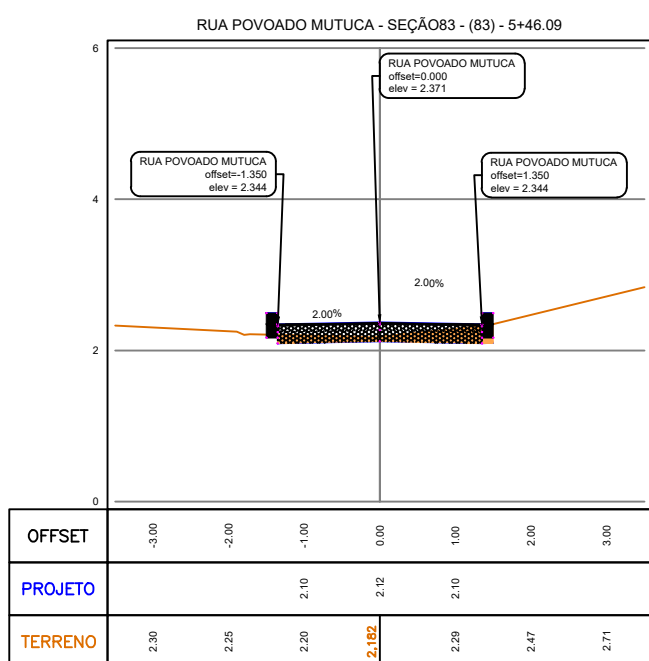 RUA POVOADO MUTUCA - SEÇÃO83 - (83) - 5+46.09
6
RUA POVOADO MUTUCA
offset=0.000
elev = 2.371
RUA POVOADO MUTUCA
offset=-1.350
elev = 2.344
RUA POVOADO MUTUCA
offset=1.350
elev = 2.344
4
2.00%
2.00%
2
0
OFFSET -3.00 -2.00 -1.00 0.00 1.00 2.00 3.00
PROJETO 2.10 2.12 2.10
TERRENO 2.30 2.25 2.20 2,182 2.29 2.47 2.71